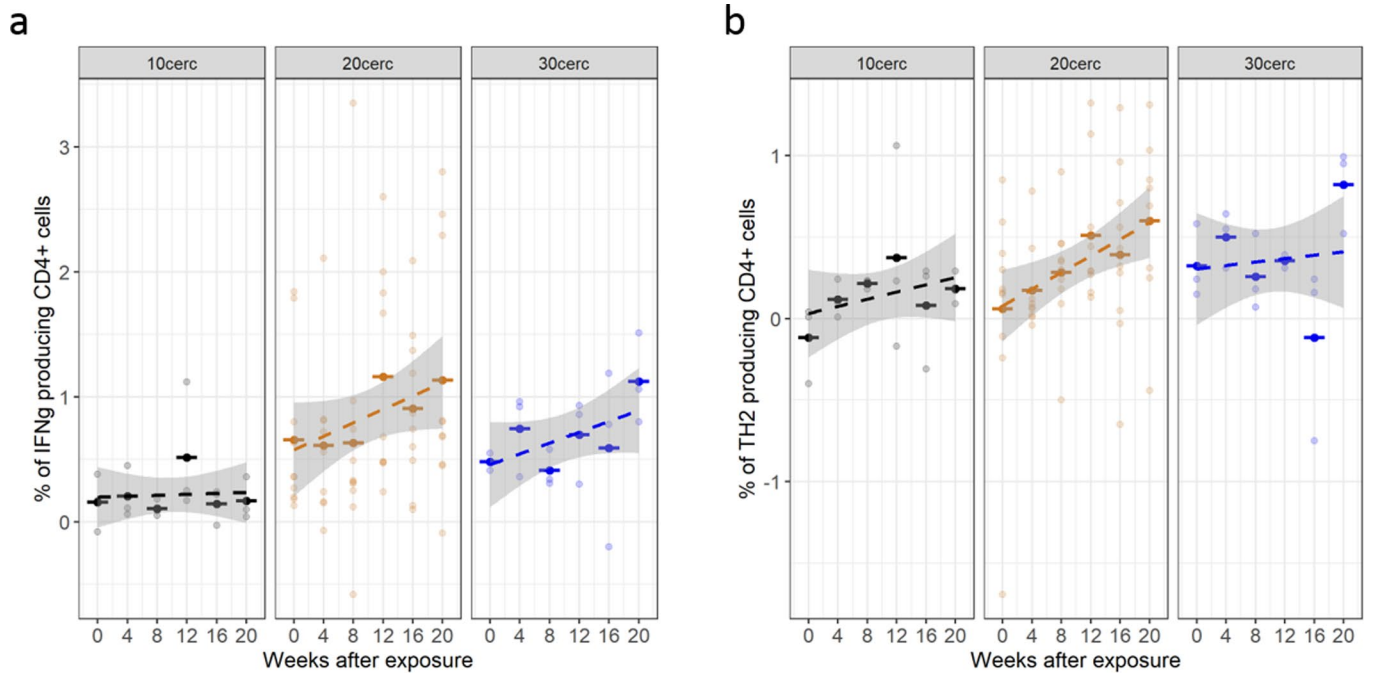 a
b
10cerc 20cerc 30cerc
10cerc 20cerc 30cerc
% of IFNg producing CD4+ cells
3
2
1
0
0 4 8 12 16 20 0 4 8 12 16 20 0 4 8 12 16 20
Weeks after exposure
% of TH2 producing CD4+ cells
1
0
-1
0 4 8 12 16 20 0 4 8 12 16 20 0 4 8 12 16 20
Weeks after exposure